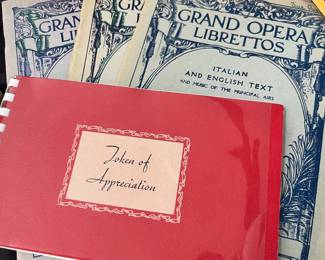 GRAND OPERA
LIBRETTOS
GRAND OPERA
LIBRETTOS
ITALIAN
AND ENGLISH TEXT
AND MUSIC OF THE PRINCIPAL AIRS
Token of
Appreciation